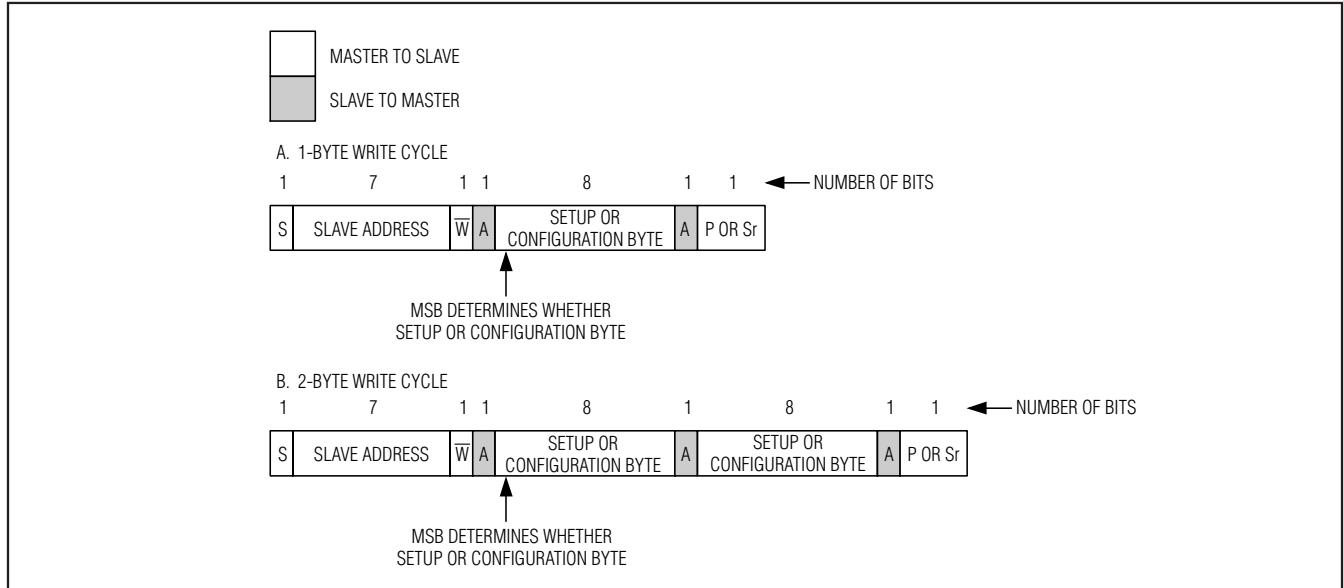 MASTER TO SLAVE
SLAVE TO MASTER
A. 1-BYTE WRITE CYCLE
1 7 1 1 8 1 1 NUMBER OF BITS
S SLAVE ADDRESS W̅ A SETUP OR CONFIGURATION BYTE A P OR Sr
MSB DETERMINES WHETHER
SETUP OR CONFIGURATION BYTE
B. 2-BYTE WRITE CYCLE
1 7 1 1 8 1 8 1 1 NUMBER OF BITS
S SLAVE ADDRESS W̅ A SETUP OR CONFIGURATION BYTE A SETUP OR CONFIGURATION BYTE A P OR Sr
MSB DETERMINES WHETHER
SETUP OR CONFIGURATION BYTE